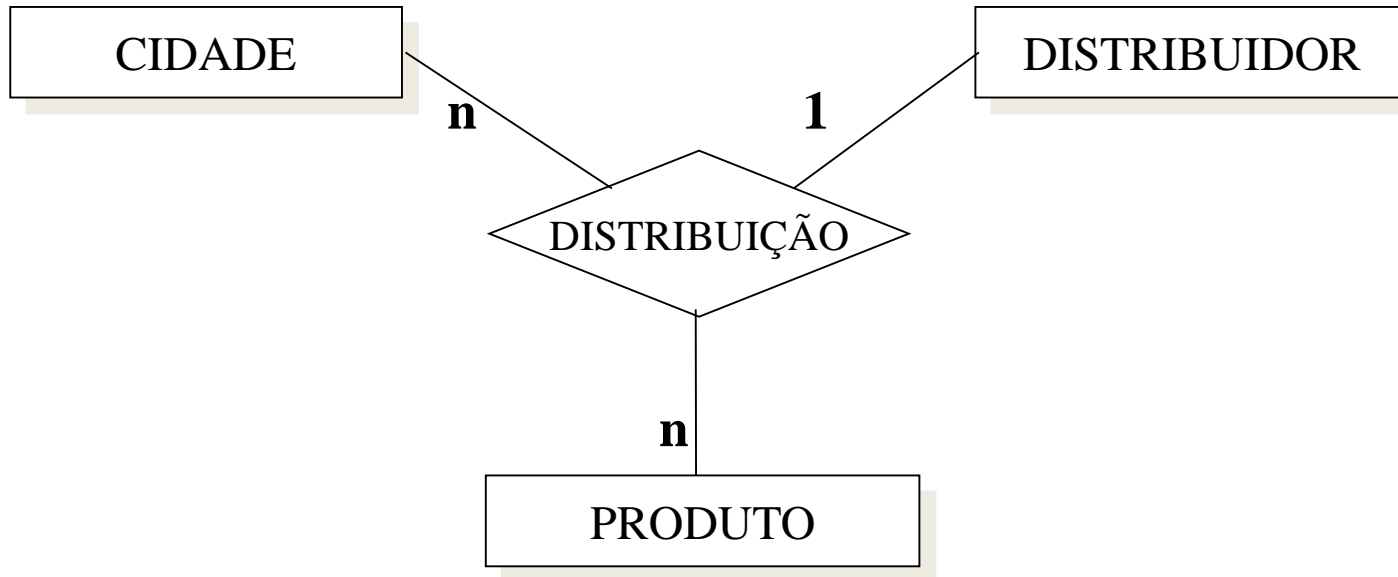 CIDADE
DISTRIBUIDOR
n
1
DISTRIBUIÇÃO
n
PRODUTO